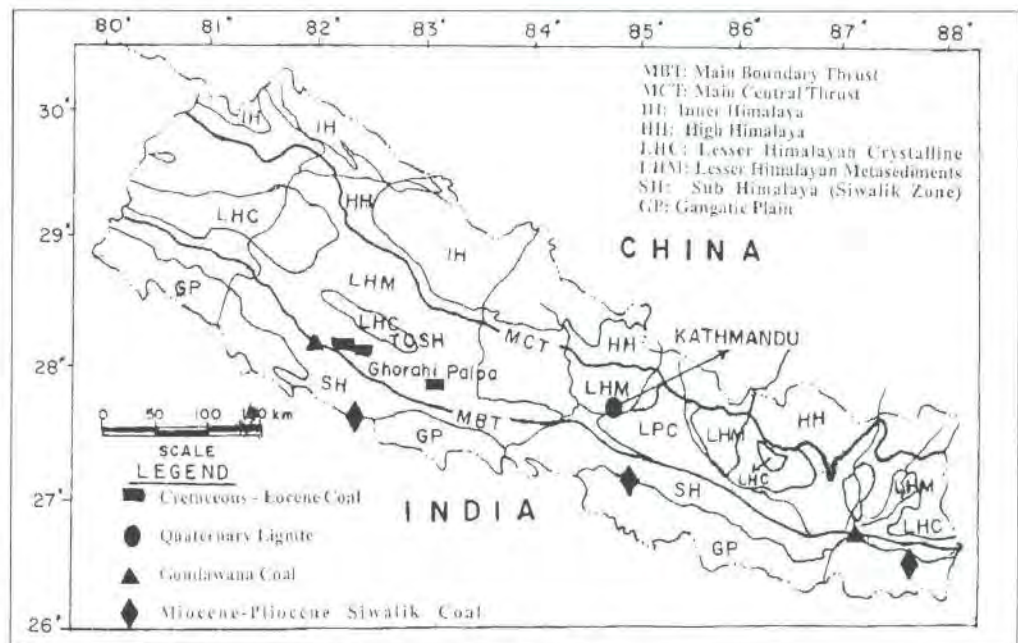 80° 81 82 83 84° 85 86° 87° 88°
30°
29°
28°
27°
26°
MBT: Main Boundary Thrust
MCT: Main Central Thrust
IH: Inner Himalaya
HH: High Himalaya
LHC: Lesser Himalayan Crystalline
LHM: Lesser Himalayan Metasediments
SH: Sub Himalaya (Siwalik Zone)
GP: Gangatic Plain
IH
IH
HH
LHC
IH
CHINA
LHM
GP
LHC
TOSH
MCT
HH
KATHMANDU
Ghorahi Palpa
SH
LHM
MBT
LPC
LHM
HH
GP
LHC
LHM
SH
LHC
INDIA
GP
0 50 100 km
SCALE
LEGEND
Cretaceous - Eocene Coal
Quaternary Lignite
Gondawana Coal
Miocene-Pliocene Siwalik Coal